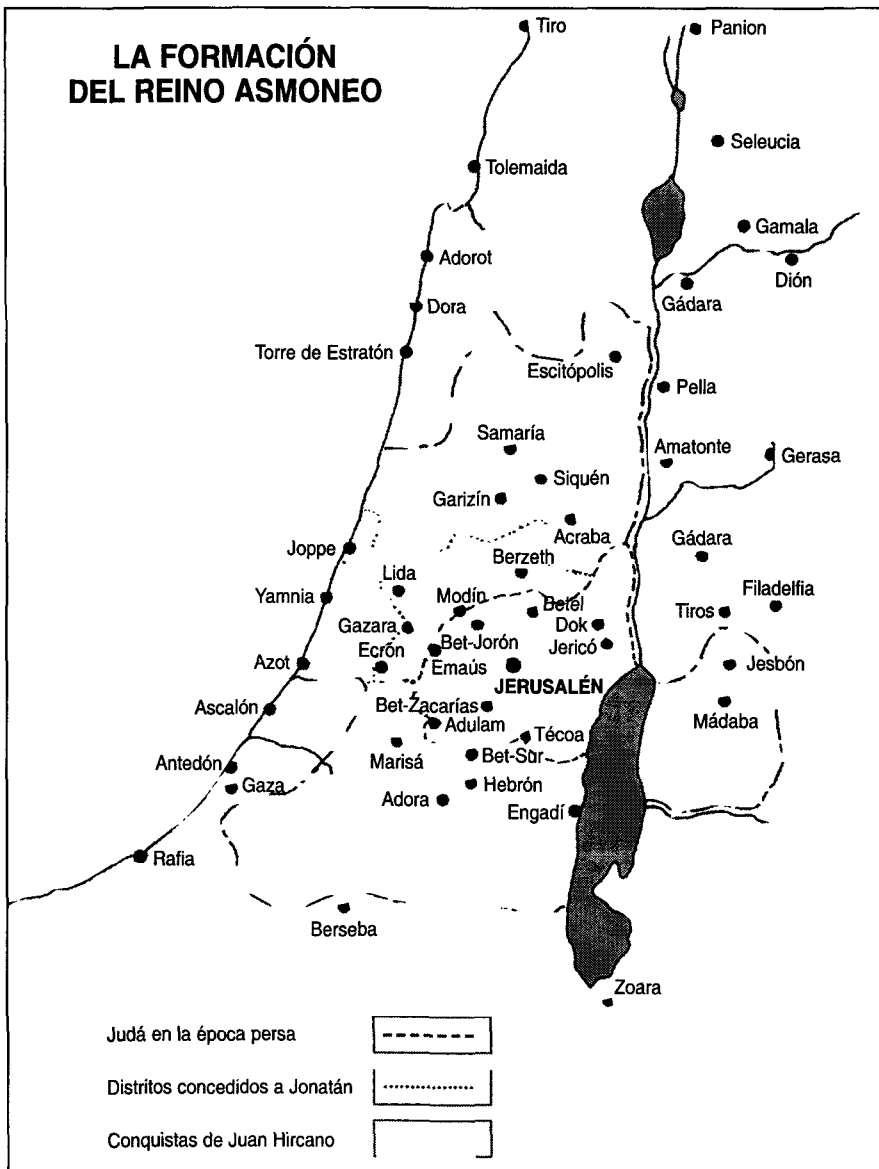 LA FORMACIÓN
DEL REINO ASMONEO
Tiro
Panion
Seleucia
Tolemaida
Gamala
Adorot
Dión
Gádara
Dora
Torre de Estratón
Escitópolis
Pella
Samaría
Amatonte
Gerasa
Siquén
Garizín
Acraba
Joppe
Gádara
Berzeth
Lida
Filadelfia
Yamnia
Modín
Betel
Tiros
Gazara
Bet-Jorón
Dok
Jericó
Ecrón
Emaús
Azot
Jesbón
JERUSALÉN
Ascalón
Bet-Zacarías
Mádaba
Adulam
Técoa
Marisá
Bet-Sur
Antedón
Gaza
Hebrón
Adora
Engadí
Rafia
Berseba
Zoara
Judá en la época persa
Distritos concedidos a Jonatán
Conquistas de Juan Hircano